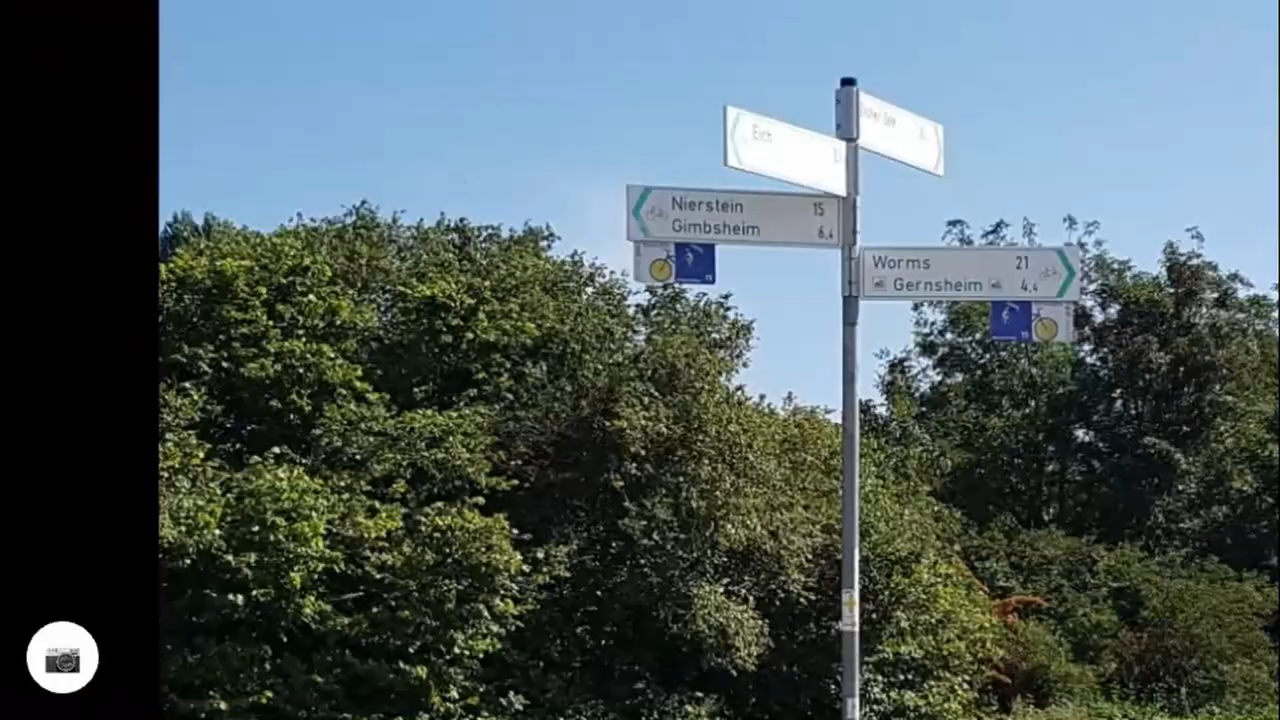 Eich
Nierstein 15
Gimbsheim 6,4
Worms 21
Gernsheim 4,4